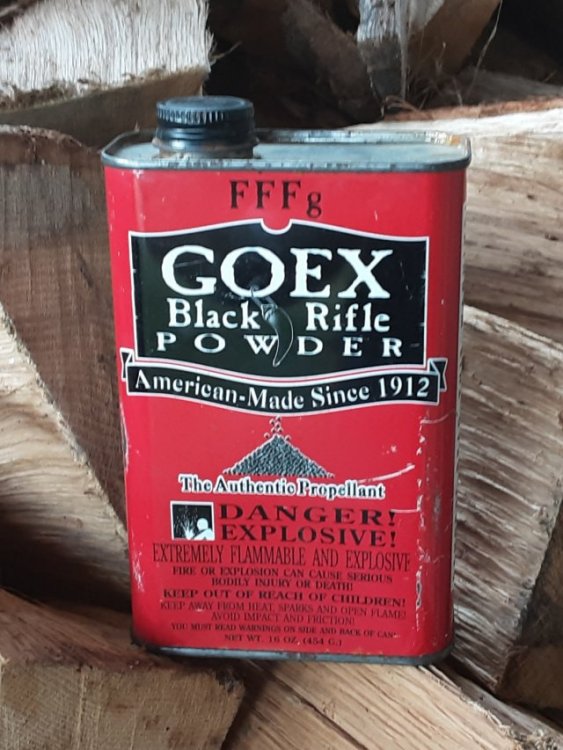 FFFg
GOEX
Black Rifle
POWDER
American-Made Since 1912
The Authentic Propellant
DANGER!
EXPLOSIVE!
EXTREMELY FLAMMABLE AND EXPLOSIVE
FIRE OR EXPLOSION CAN CAUSE SERIOUS
BODILY INJURY OR DEATH!
KEEP OUT OF REACH OF CHILDREN!
KEEP AWAY FROM HEAT, SPARKS AND OPEN FLAME!
AVOID IMPACT AND FRICTION!
YOU MUST READ WARNINGS ON SIDE AND BACK OF CAN
NET WT. 16 OZ. (454 G.)